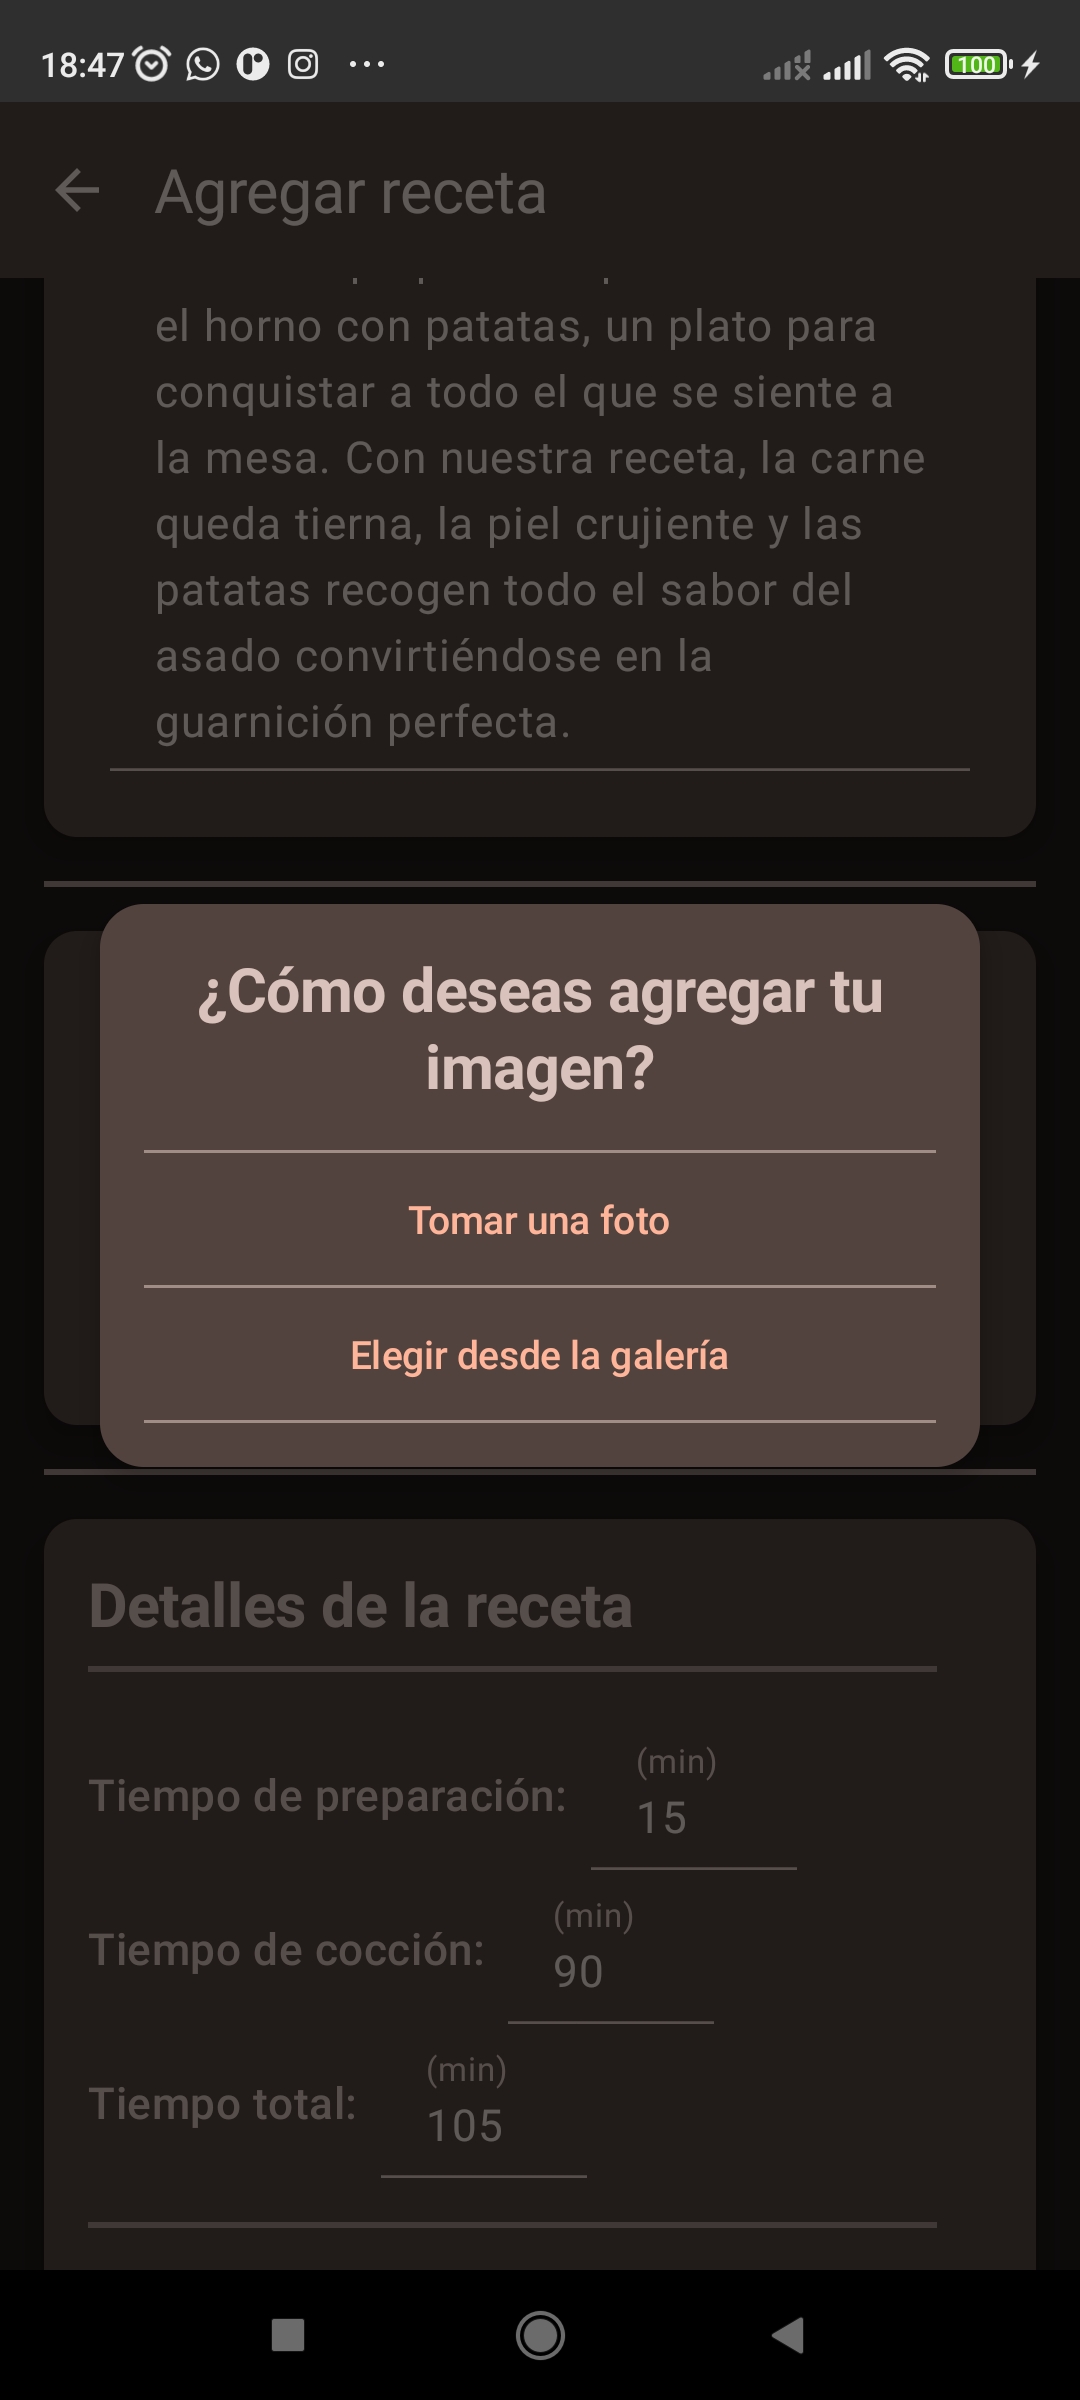 18:47
100
Agregar receta
el horno con patatas, un plato para
conquistar a todo el que se siente a
la mesa. Con nuestra receta, la carne
queda tierna, la piel crujiente y las
patatas recogen todo el sabor del
asado convirtiéndose en la
guarnición perfecta.
¿Cómo deseas agregar tu
imagen?
Tomar una foto
Elegir desde la galería
Detalles de la receta
Tiempo de preparación:
(min)
15
Tiempo de cocción:
(min)
90
Tiempo total:
(min)
105